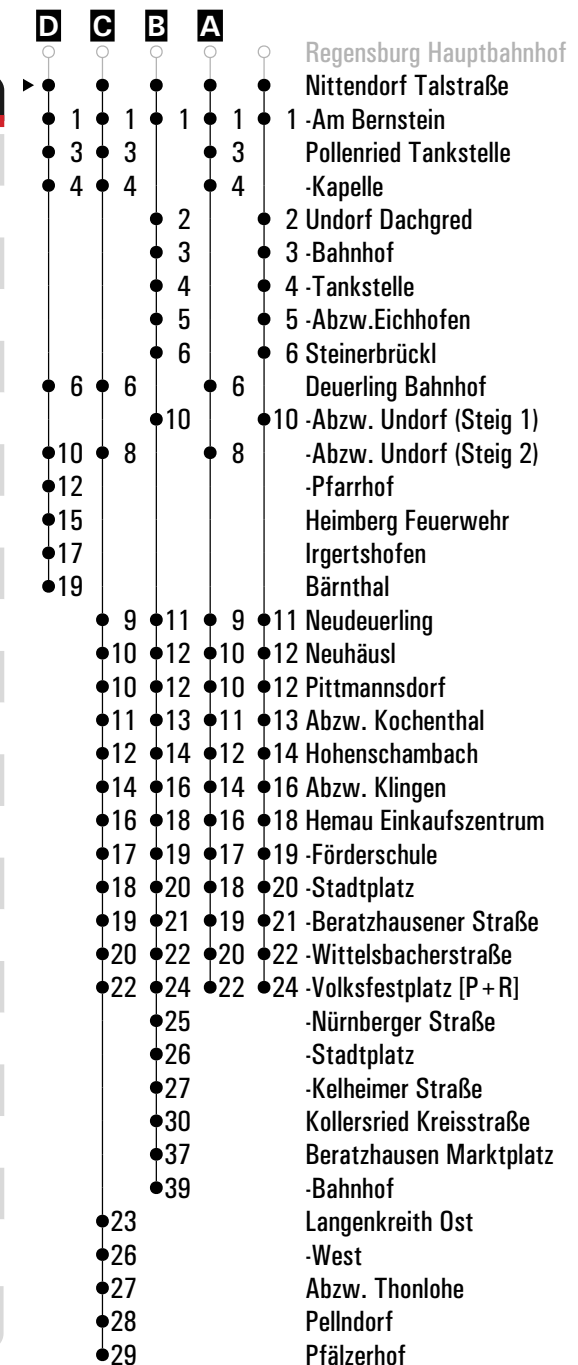 D C B A
Regensburg Hauptbahnhof
Nittendorf Talstraße
1 1 1 1 1 -Am Bernstein
3 3 3 Pollenried Tankstelle
4 4 4 -Kapelle
2 2 Undorf Dachgred
3 3 -Bahnhof
4 4 -Tankstelle
5 5 -Abzw.Eichhofen
6 6 Steinerbrückl
6 6 6 Deuerling Bahnhof
10 10 -Abzw. Undorf (Steig 1)
10 8 8 -Abzw. Undorf (Steig 2)
12 -Pfarrhof
15 Heimberg Feuerwehr
17 Irgertshofen
19 Bärnthal
9 11 9 11 Neudeuerling
10 12 10 12 Neuhäusl
10 12 10 12 Pittmannsdorf
11 13 11 13 Abzw. Kochenthal
12 14 12 14 Hohenschambach
14 16 14 16 Abzw. Klingen
16 18 16 18 Hemau Einkaufszentrum
17 19 17 19 -Förderschule
18 20 18 20 -Stadtplatz
19 21 19 21 -Beratzhausener Straße
20 22 20 22 -Wittelsbacherstraße
22 24 22 24 -Volksfestplatz [P+R]
25 -Nürnberger Straße
26 -Stadtplatz
27 -Kelheimer Straße
30 Kollersried Kreisstraße
37 Beratzhausen Marktplatz
39 -Bahnhof
23 Langenkreith Ost
26 -West
27 Abzw. Thonlohe
28 Pellndorf
29 Pfälzerhof